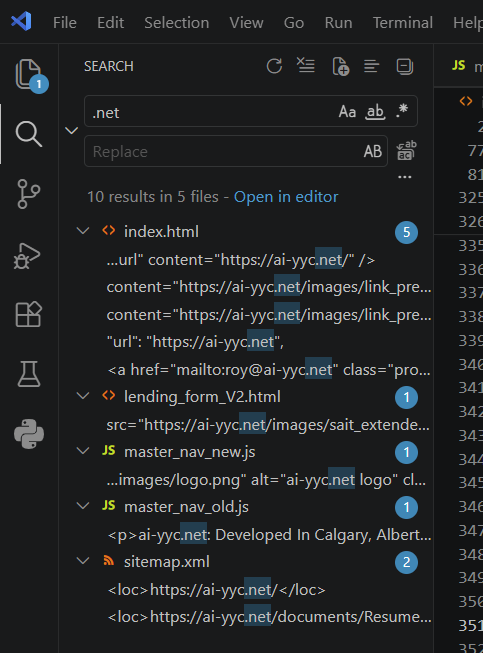 File Edit Selection View Go Run Terminal Help
1
SEARCH
JS m
.net
Aa ab .*
Replace
AB
10 results in 5 files - Open in editor
index.html 5
...url" content="https://ai-yyc.net/" />
content="https://ai-yyc.net/images/link_pre...
content="https://ai-yyc.net/images/link_pre...
"url": "https://ai-yyc.net",
<a href="mailto:roy@ai-yyc.net" class="pro...
lending_form_V2.html 1
src="https://ai-yyc.net/images/sait_extende...
JS master_nav_new.js 1
...images/logo.png" alt="ai-yyc.net logo" cl...
JS master_nav_old.js 1
<p>ai-yyc.net: Developed In Calgary, Albert...
sitemap.xml 2
<loc>https://ai-yyc.net/</loc>
<loc>https://ai-yyc.net/documents/Resume...
2
77
81
325
326
335
336
337
338
339
340
341
342
343
344
345
346
347
348
349
350
351
352